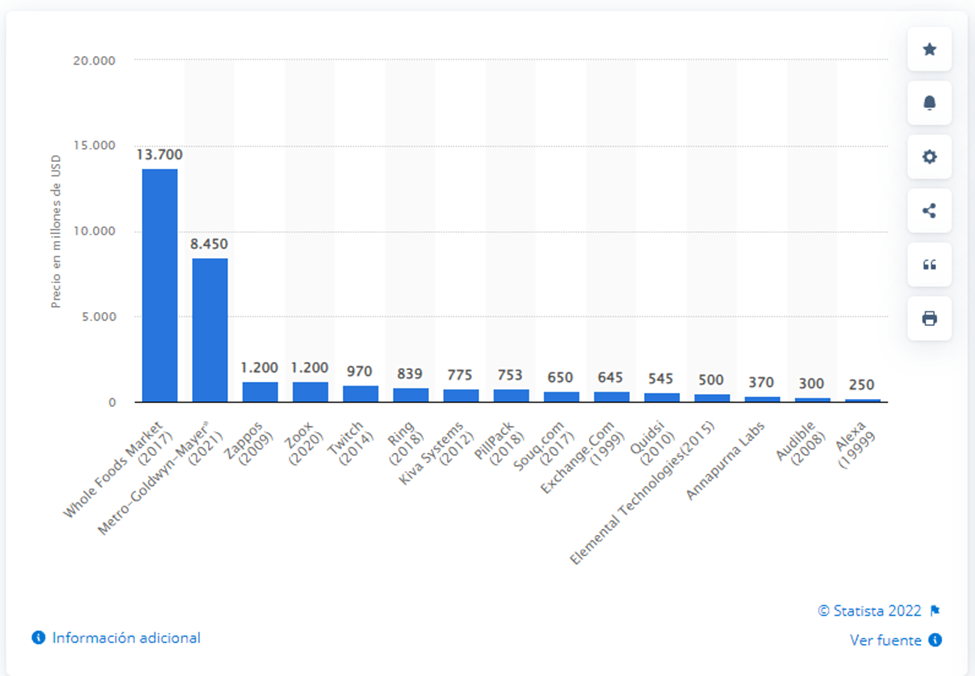 20.000
15.000
10.000
5.000
0
Precio en millones de USD
13.700
8.450
1.200
1.200
970
839
775
753
650
645
545
500
370
300
250
Whole Foods Market
(2017)
Metro-Goldwyn-Mayer*
(2021)
Zappos
(2009)
Zoox
(2020)
Twitch
(2014)
Ring
(2018)
Kiva Systems
(2012)
PillPack
(2018)
Souq.com
(2017)
Exchange.Com
(1999)
Quidsi
(2010)
Elemental Technologies(2015)
Annapurna Labs
Audible
(2008)
Alexa
(19999
© Statista 2022
Información adicional
Ver fuente